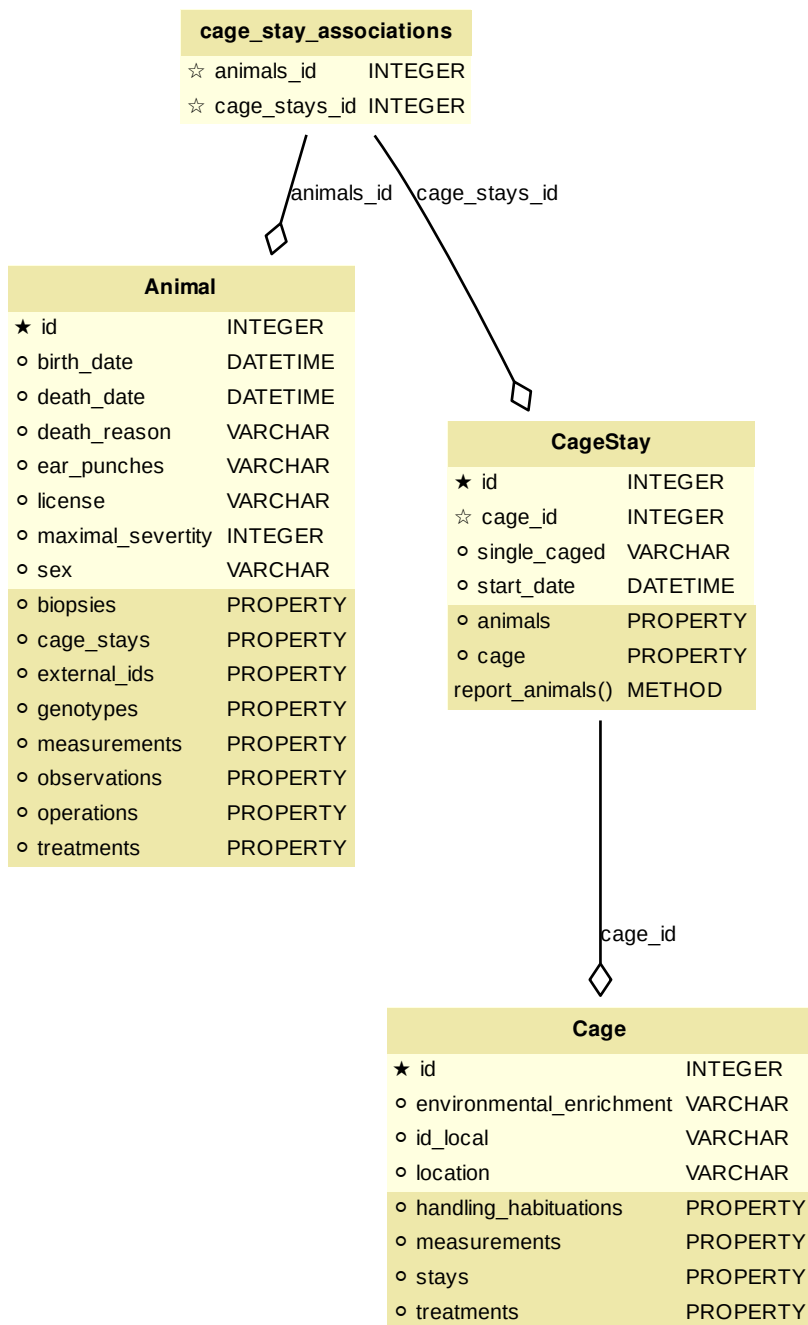 cage_stay_associations
☆ animals_id INTEGER
☆ cage_stays_id INTEGER
animals_id
cage_stays_id
Animal
★ id INTEGER
birth_date DATETIME
death_date DATETIME
death_reason VARCHAR
ear_punches VARCHAR
license VARCHAR
maximal_severtity INTEGER
sex VARCHAR
biopsies PROPERTY
cage_stays PROPERTY
external_ids PROPERTY
genotypes PROPERTY
measurements PROPERTY
observations PROPERTY
operations PROPERTY
treatments PROPERTY
CageStay
★ id INTEGER
☆ cage_id INTEGER
single_caged VARCHAR
start_date DATETIME
animals PROPERTY
cage PROPERTY
report_animals() METHOD
cage_id
Cage
★ id INTEGER
environmental_enrichment VARCHAR
id_local VARCHAR
location VARCHAR
handling_habituations PROPERTY
measurements PROPERTY
stays PROPERTY
treatments PROPERTY